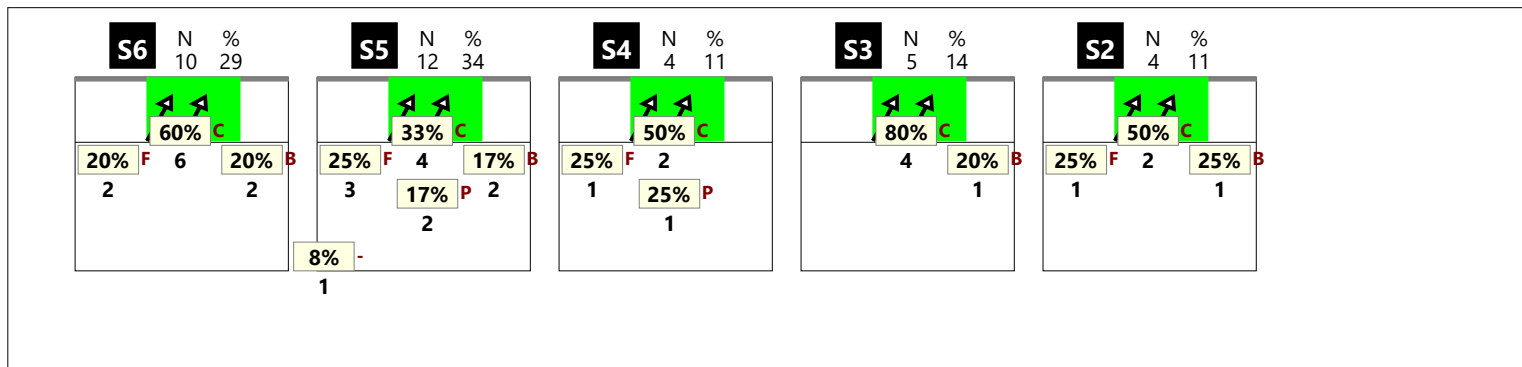 S6 N % S5 N % S4 N % S3 N % S2 N %
10 29 12 34 4 11 5 14 4 11
60% C 33% C 50% C 80% C 50% C
20% F 6 20% B 25% F 4 17% B 25% F 2 4 20% B 25% F 2 25% B
2 2 3 17% P 2 1 25% P 1 1 1
2 1
8% -
1